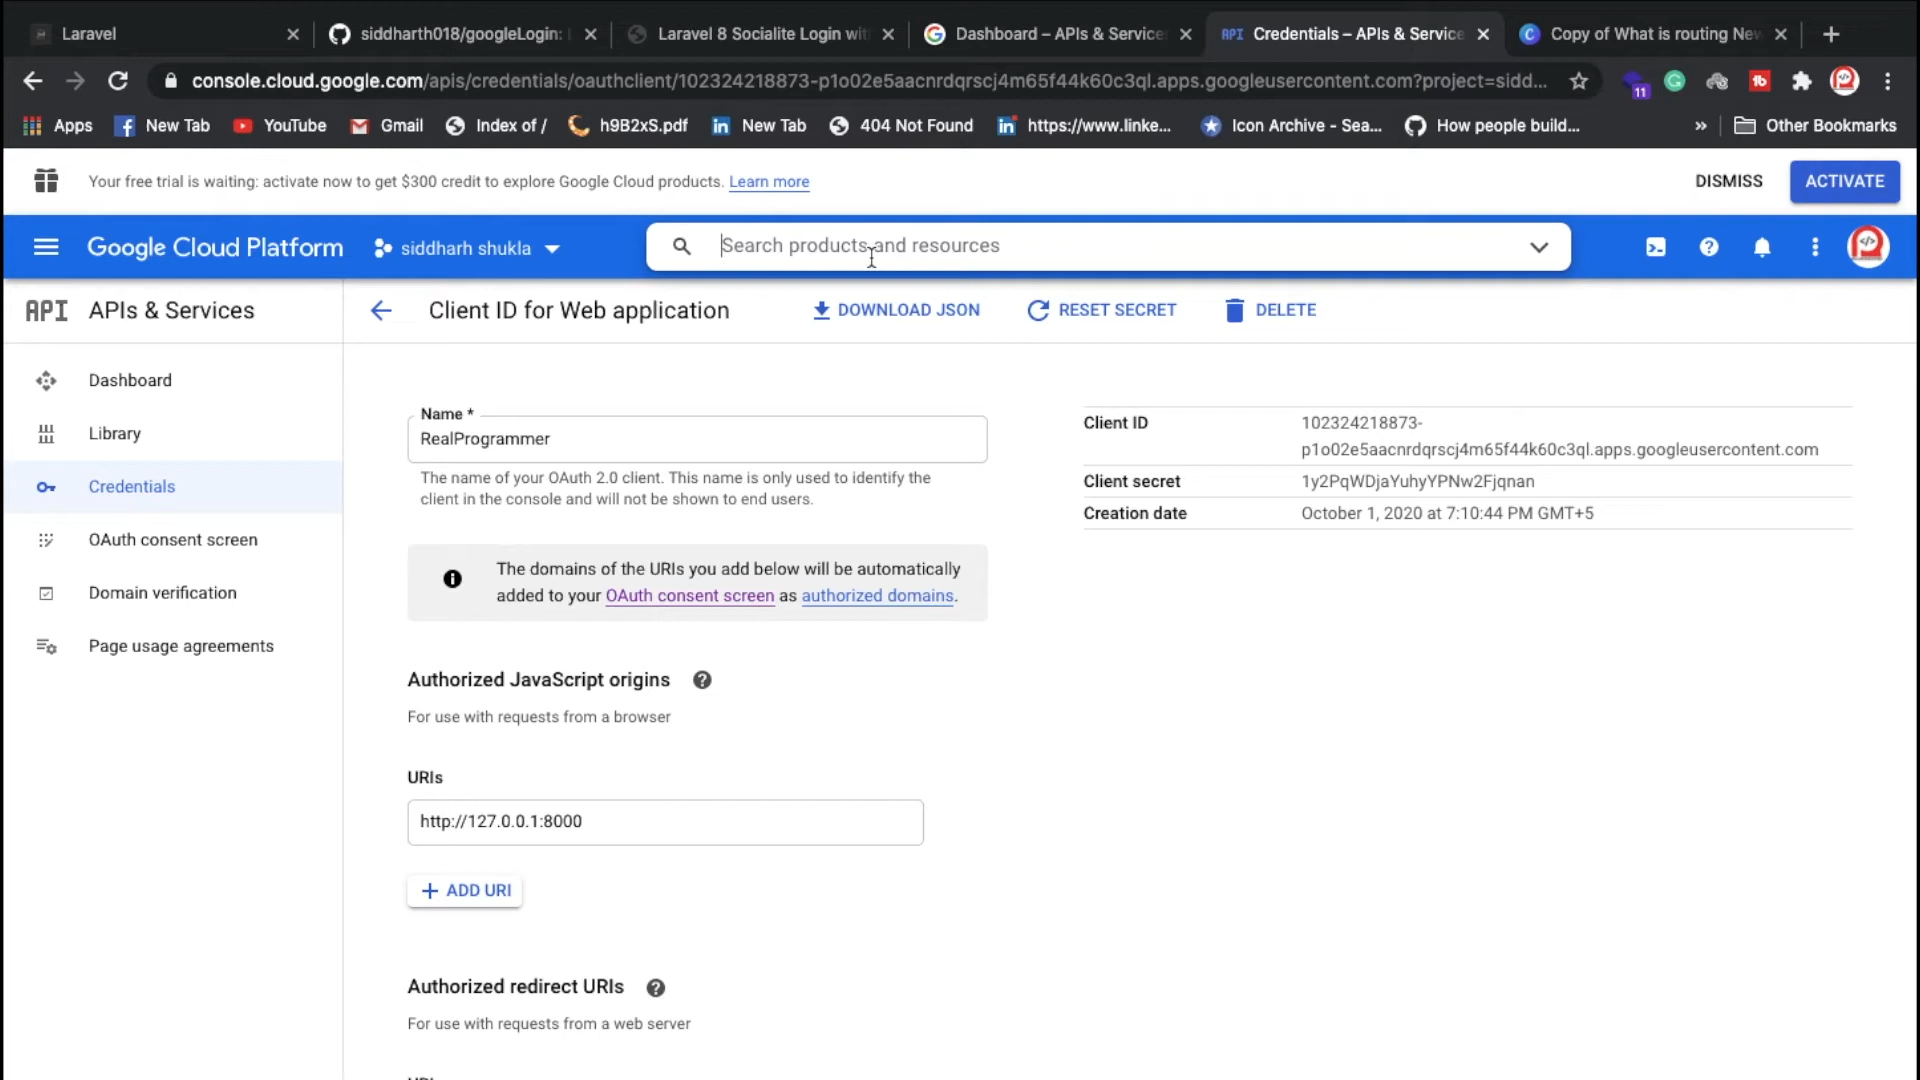 Laravel
siddharth018/googleLogin:
Laravel 8 Socialite Login wit
Dashboard – APIs & Service
API Credentials – APIs & Service
Copy of What is routing New
console.cloud.google.com/apis/credentials/oauthclient/102324218873-p1o02e5aacnrdqrscj4m65f44k60c3ql.apps.googleusercontent.com?project=sidd...
11
Apps
New Tab
YouTube
Gmail
Index of /
h9B2xS.pdf
New Tab
404 Not Found
https://www.linke...
Icon Archive - Sea...
How people build...
»
Other Bookmarks
Your free trial is waiting: activate now to get $300 credit to explore Google Cloud products. Learn more
DISMISS
ACTIVATE
Google Cloud Platform
siddharh shukla
Search products and resources
API APIs & Services
Client ID for Web application
DOWNLOAD JSON
RESET SECRET
DELETE
Dashboard
Library
Credentials
OAuth consent screen
Domain verification
Page usage agreements
Name *
RealProgrammer
The name of your OAuth 2.0 client. This name is only used to identify the
client in the console and will not be shown to end users.
The domains of the URIs you add below will be automatically
added to your OAuth consent screen as authorized domains.
Authorized JavaScript origins
For use with requests from a browser
URIs
http://127.0.0.1:8000
ADD URI
Authorized redirect URIs
For use with requests from a web server
Client ID
102324218873-
p1o02e5aacnrdqrscj4m65f44k60c3ql.apps.googleusercontent.com
Client secret
1y2PqWDjaYuhyYPNw2Fjqnan
Creation date
October 1, 2020 at 7:10:44 PM GMT+5